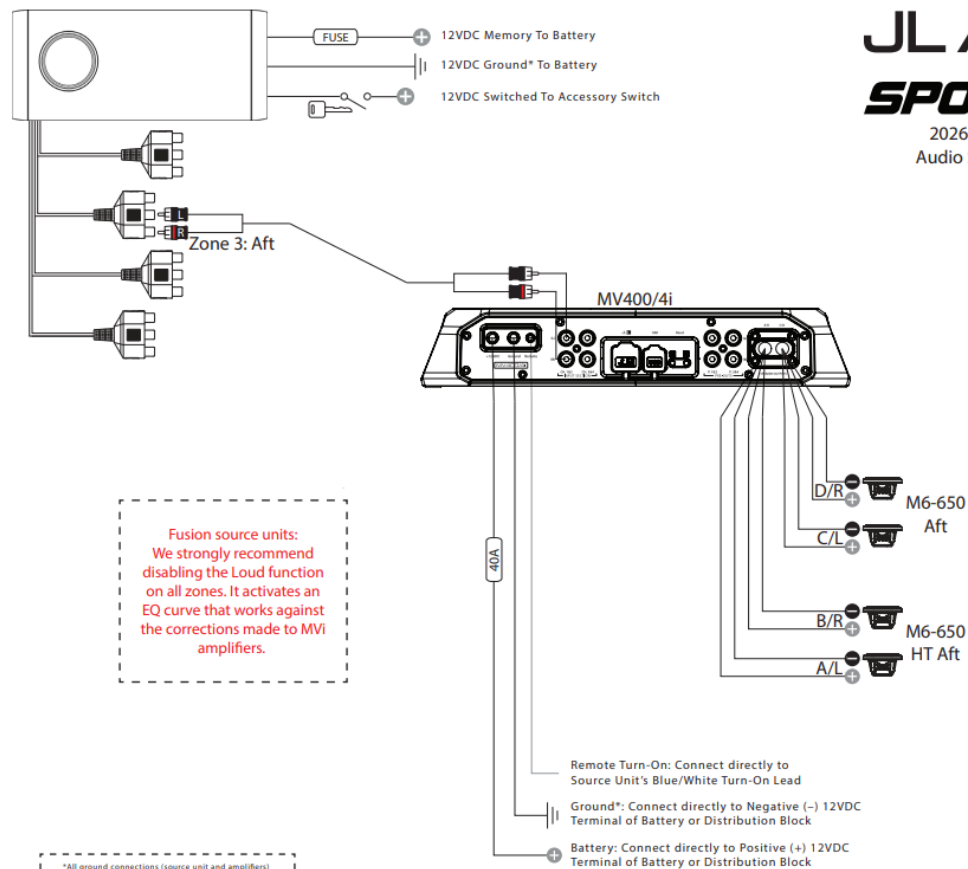 FUSE
12VDC Memory To Battery
12VDC Ground* To Battery
12VDC Switched To Accessory Switch
JL
SPO
2026
Audio
L
R
Zone 3: Aft
MV400/4i
Fusion source units:
We strongly recommend
disabling the Loud function
on all zones. It activates an
EQ curve that works against
the corrections made to MVi
amplifiers.
40A
D/R
C/L
M6-650
Aft
B/R
A/L
M6-650
HT Aft
Remote Turn-On: Connect directly to
Source Unit's Blue/White Turn-On Lead
Ground*: Connect directly to Negative (–) 12VDC
Terminal of Battery or Distribution Block
Battery: Connect directly to Positive (+) 12VDC
Terminal of Battery or Distribution Block
*All ground connections (source unit and amplifiers)